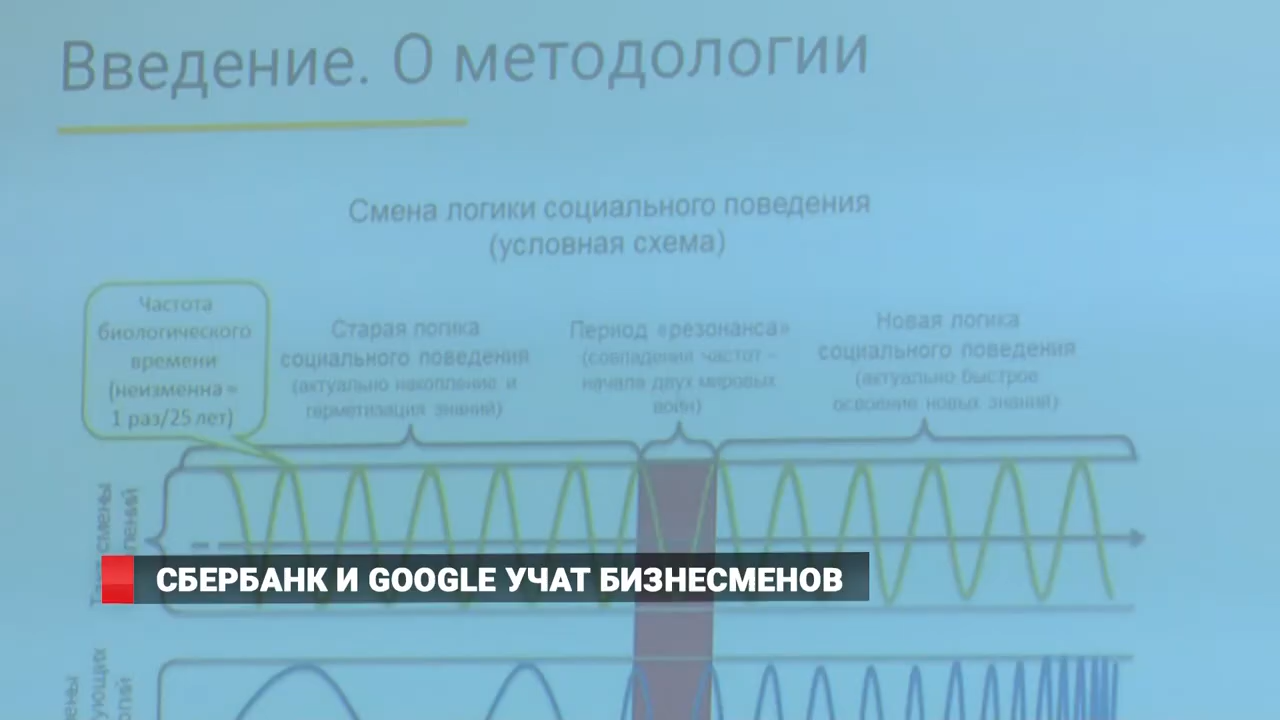 Введение. О методологии
Смена логики социального поведения
(условная схема)
Частота
биологического
времени
(неизменна =
1 раз/25 лет)
Старая логика
социального поведения
(актуально накопление и
герметизация знаний)
Период «резонанса»
(совпадения частот –
начала двух мировых
войн)
Новая логика
социального поведения
(актуально быстрое
освоение новых знаний)
смены
СБЕРБАНК И GOOGLE УЧАТ БИЗНЕСМЕНОВ